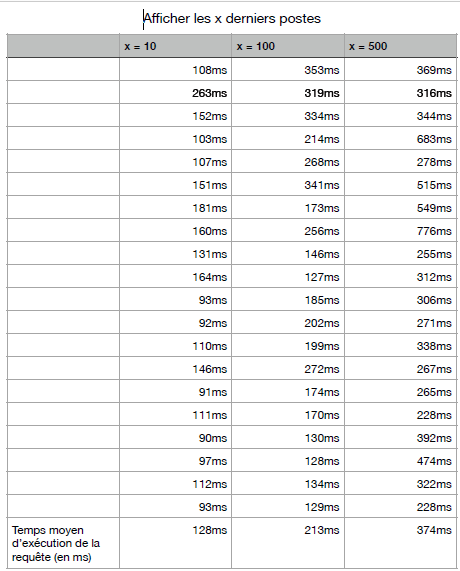 Afficher les x derniers postes
x = 10 x = 100 x = 500
108ms 353ms 369ms
263ms 319ms 316ms
152ms 334ms 344ms
103ms 214ms 683ms
107ms 268ms 278ms
151ms 341ms 515ms
181ms 173ms 549ms
160ms 256ms 776ms
131ms 146ms 255ms
164ms 127ms 312ms
93ms 185ms 306ms
92ms 202ms 271ms
110ms 199ms 338ms
146ms 272ms 267ms
91ms 174ms 265ms
111ms 170ms 228ms
90ms 130ms 392ms
97ms 128ms 474ms
112ms 134ms 322ms
93ms 129ms 228ms
Temps moyen 128ms 213ms 374ms
d'exécution de la
requête (en ms)